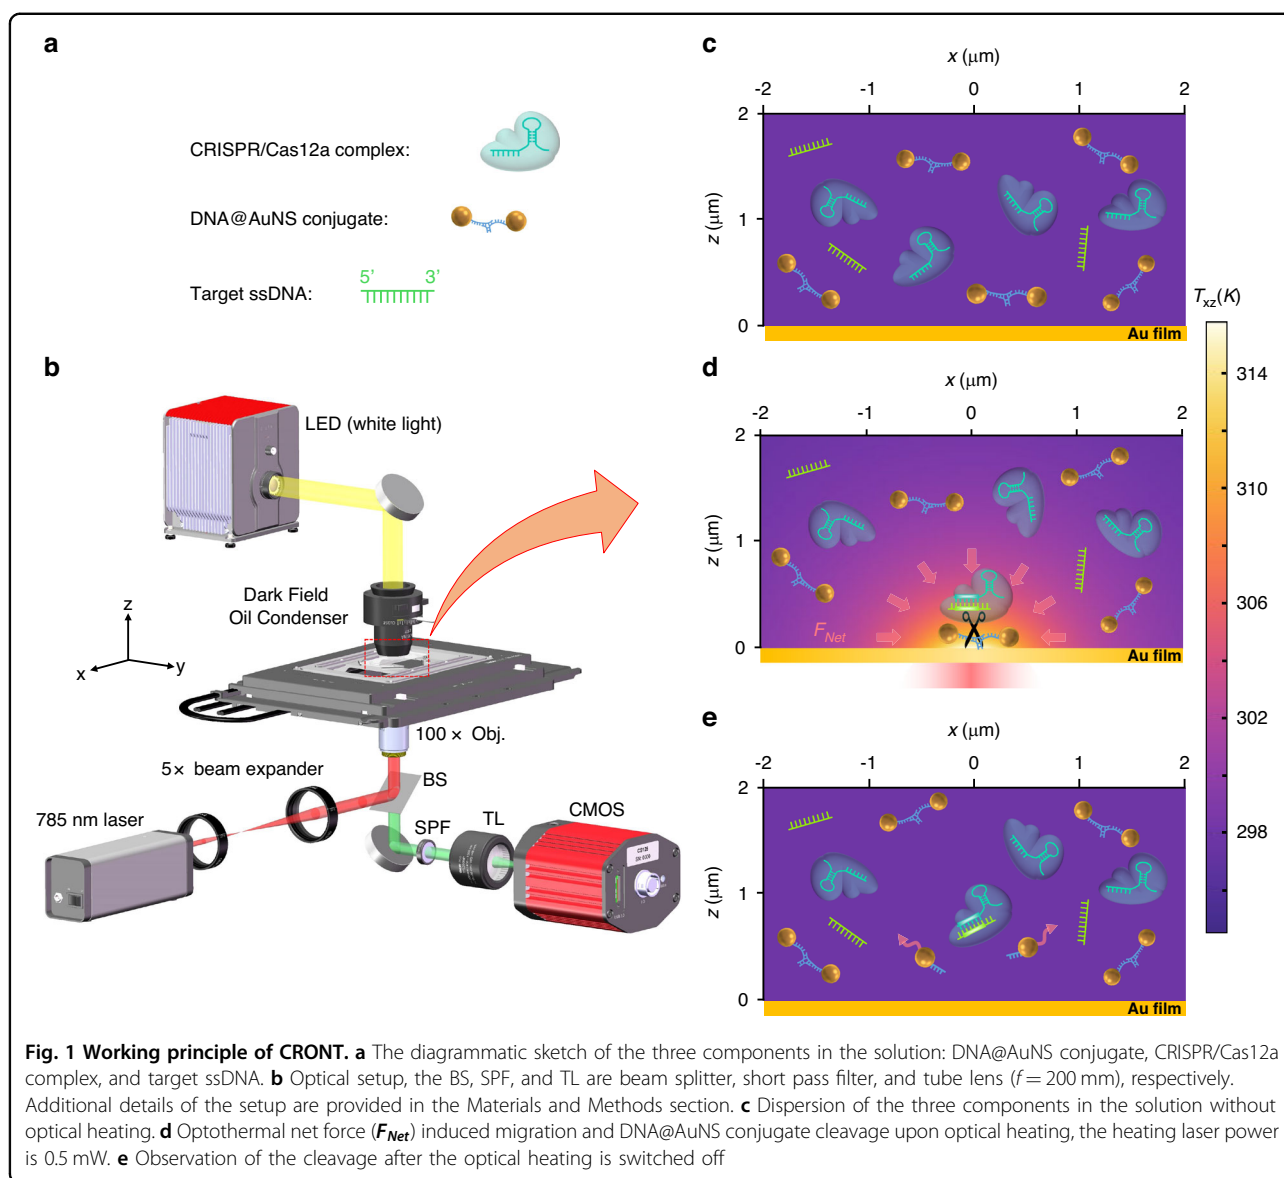 a
CRISPR/Cas12a complex:
DNA@AuNS conjugate:
5’ 3’
Target ssDNA:
b
LED (white light)
Dark Field
Oil Condenser
z
x
y
100 × Obj.
5× beam expander
BS
785 nm laser
SPF
TL
CMOS
c
x (μm)
-2 -1 0 1 2
2
1
0
z (μm)
Au film
T_xz(K)
314
310
306
302
298
d
x (μm)
-2 -1 0 1 2
2
1
0
z (μm)
F_Net
Au film
e
x (μm)
-2 -1 0 1 2
2
1
0
z (μm)
Au film
Fig. 1 Working principle of CRONT. a The diagrammatic sketch of the three components in the solution: DNA@AuNS conjugate, CRISPR/Cas12a
complex, and target ssDNA. b Optical setup, the BS, SPF, and TL are beam splitter, short pass filter, and tube lens (f = 200 mm), respectively.
Additional details of the setup are provided in the Materials and Methods section. c Dispersion of the three components in the solution without
optical heating. d Optothermal net force (F_Net) induced migration and DNA@AuNS conjugate cleavage upon optical heating, the heating laser power
is 0.5 mW. e Observation of the cleavage after the optical heating is switched off